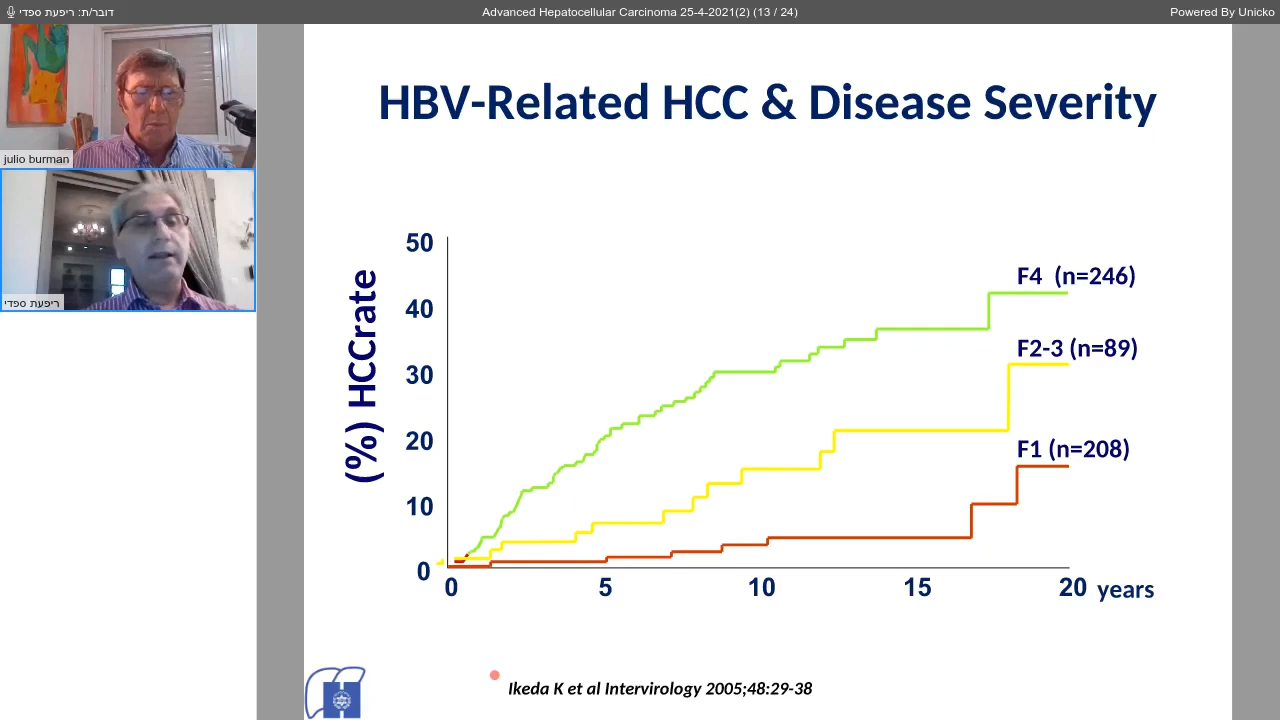 דובר/ת: ריפעת ספדי
Advanced Hepatocellular Carcinoma 25-4-2021(2) (13 / 24)
Powered By Unicko
julio burman
ריפעת ספדי
HBV-Related HCC & Disease Severity
(%) HCCrate
50
40
30
20
10
0
F4 (n=246)
F2-3 (n=89)
F1 (n=208)
0 5 10 15 20 years
Ikeda K et al Intervirology 2005;48:29-38